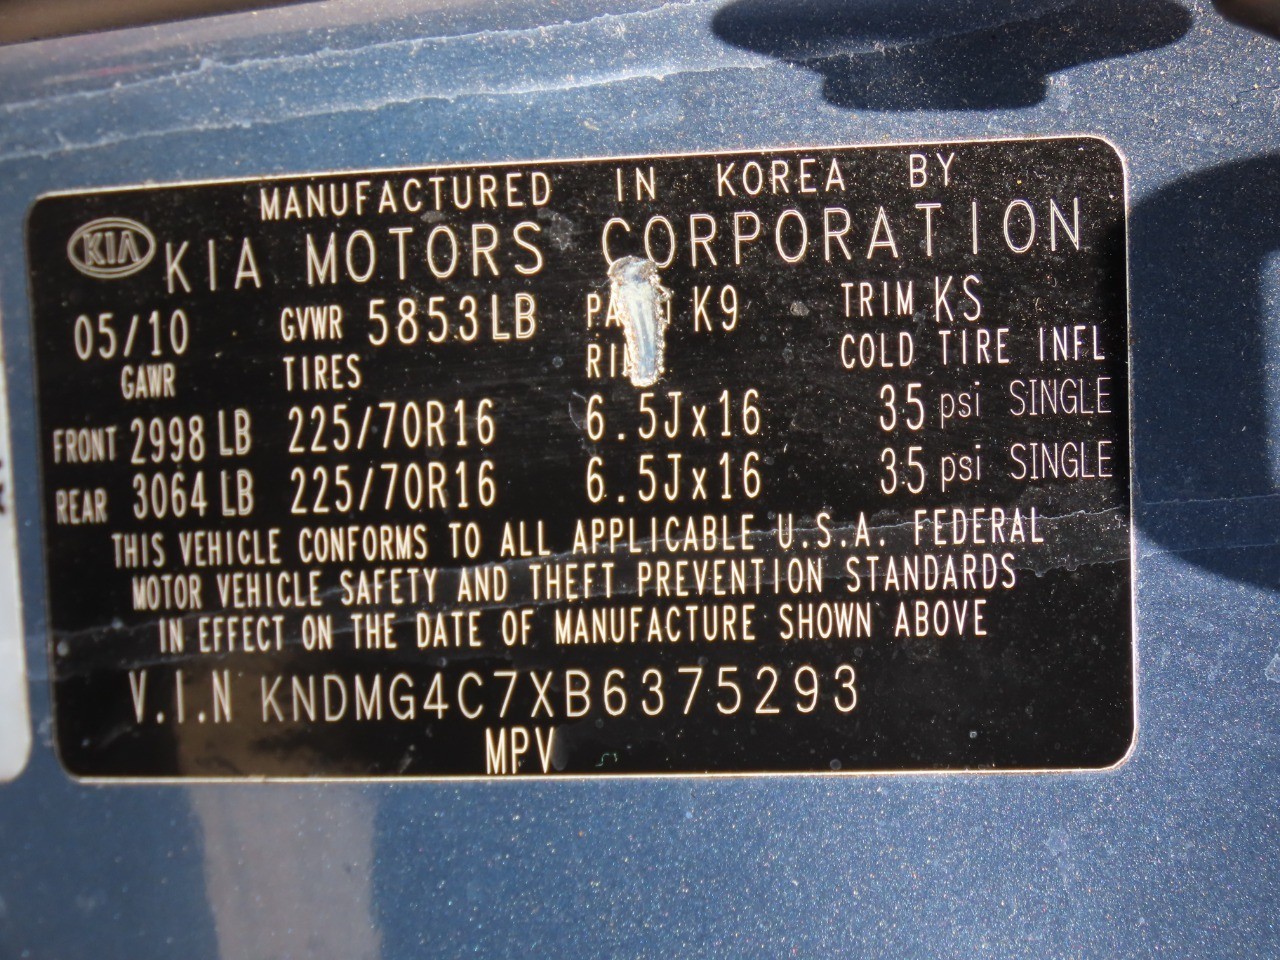 MANUFACTURED IN KOREA BY
KIA KIA MOTORS CORPORATION
05/10 GVWR 5853LB K9 TRIM KS
GAWR TIRES COLD TIRE INFL
FRONT 2998 LB 225/70R16 6.5Jx16 35 psi SINGLE
REAR 3064 LB 225/70R16 6.5Jx16 35 psi SINGLE
THIS VEHICLE CONFORMS TO ALL APPLICABLE U.S.A. FEDERAL
MOTOR VEHICLE SAFETY AND THEFT PREVENTION STANDARDS
IN EFFECT ON THE DATE OF MANUFACTURE SHOWN ABOVE
V.I.N KNDMG4C7XB6375293
MPV